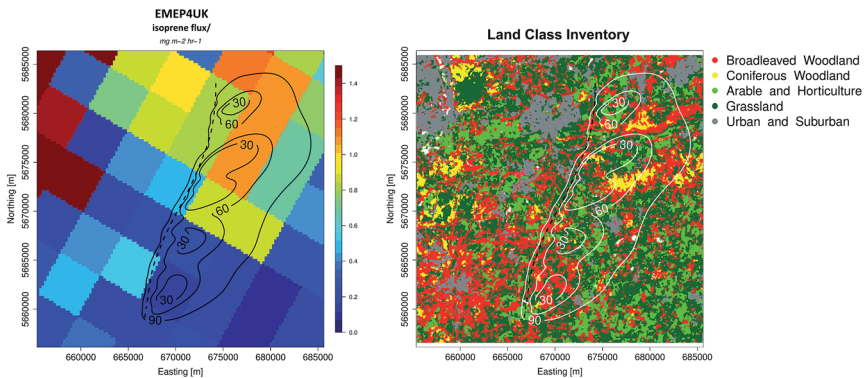 EMEP4UK
isoprene flux/
mg m−2 hr−1
Northing [m]
5685000
5680000
5675000
5670000
5665000
5660000
30
60
30
60
30
30
90
660000 665000 670000 675000 680000 685000
Easting [m]
1.4
1.2
1.0
0.8
0.6
0.4
0.2
0.0
Land Class Inventory
Northing [m]
5685000
5680000
5675000
5670000
5665000
5660000
30
60
30
60
30
30
90
660000 665000 670000 675000 680000 685000
Easting [m]
Broadleaved Woodland
Coniferous Woodland
Arable and Horticulture
Grassland
Urban and Suburban